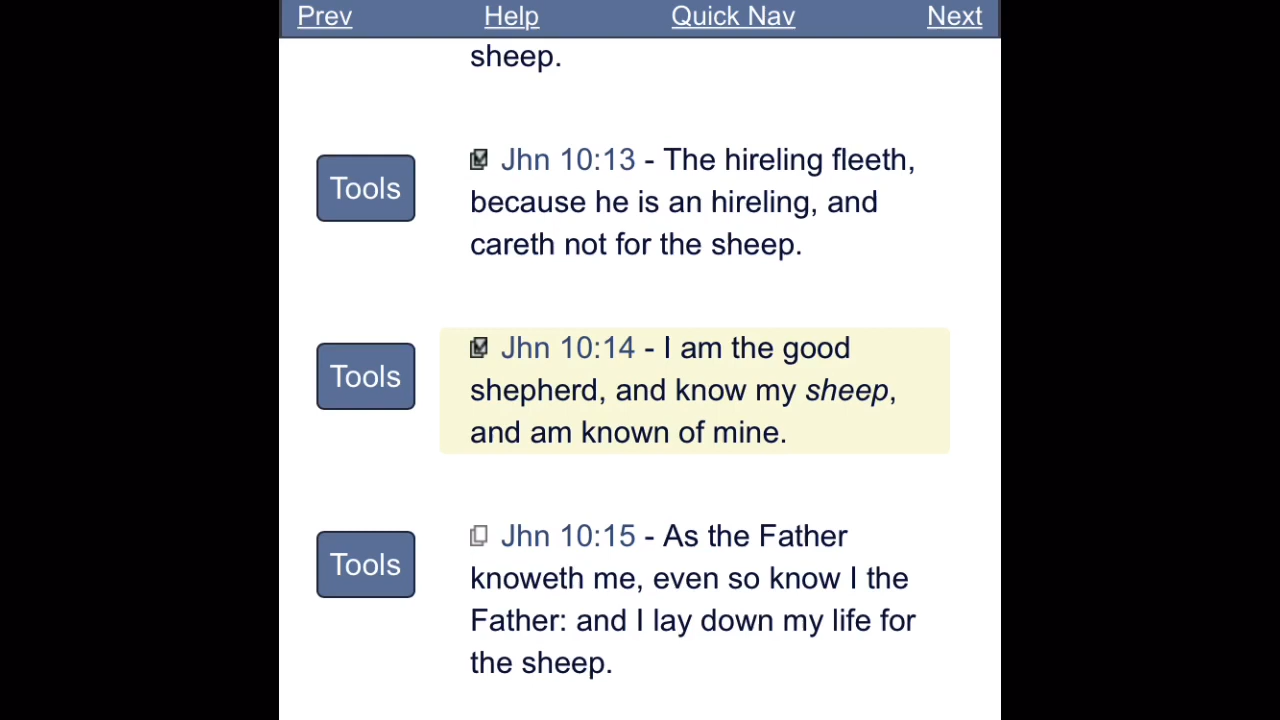 Prev Help Quick Nav Next
sheep.
Tools
Jhn 10:13 - The hireling fleeth,
because he is an hireling, and
careth not for the sheep.
Tools
Jhn 10:14 - I am the good
shepherd, and know my sheep,
and am known of mine.
Tools
Jhn 10:15 - As the Father
knoweth me, even so know I the
Father: and I lay down my life for
the sheep.